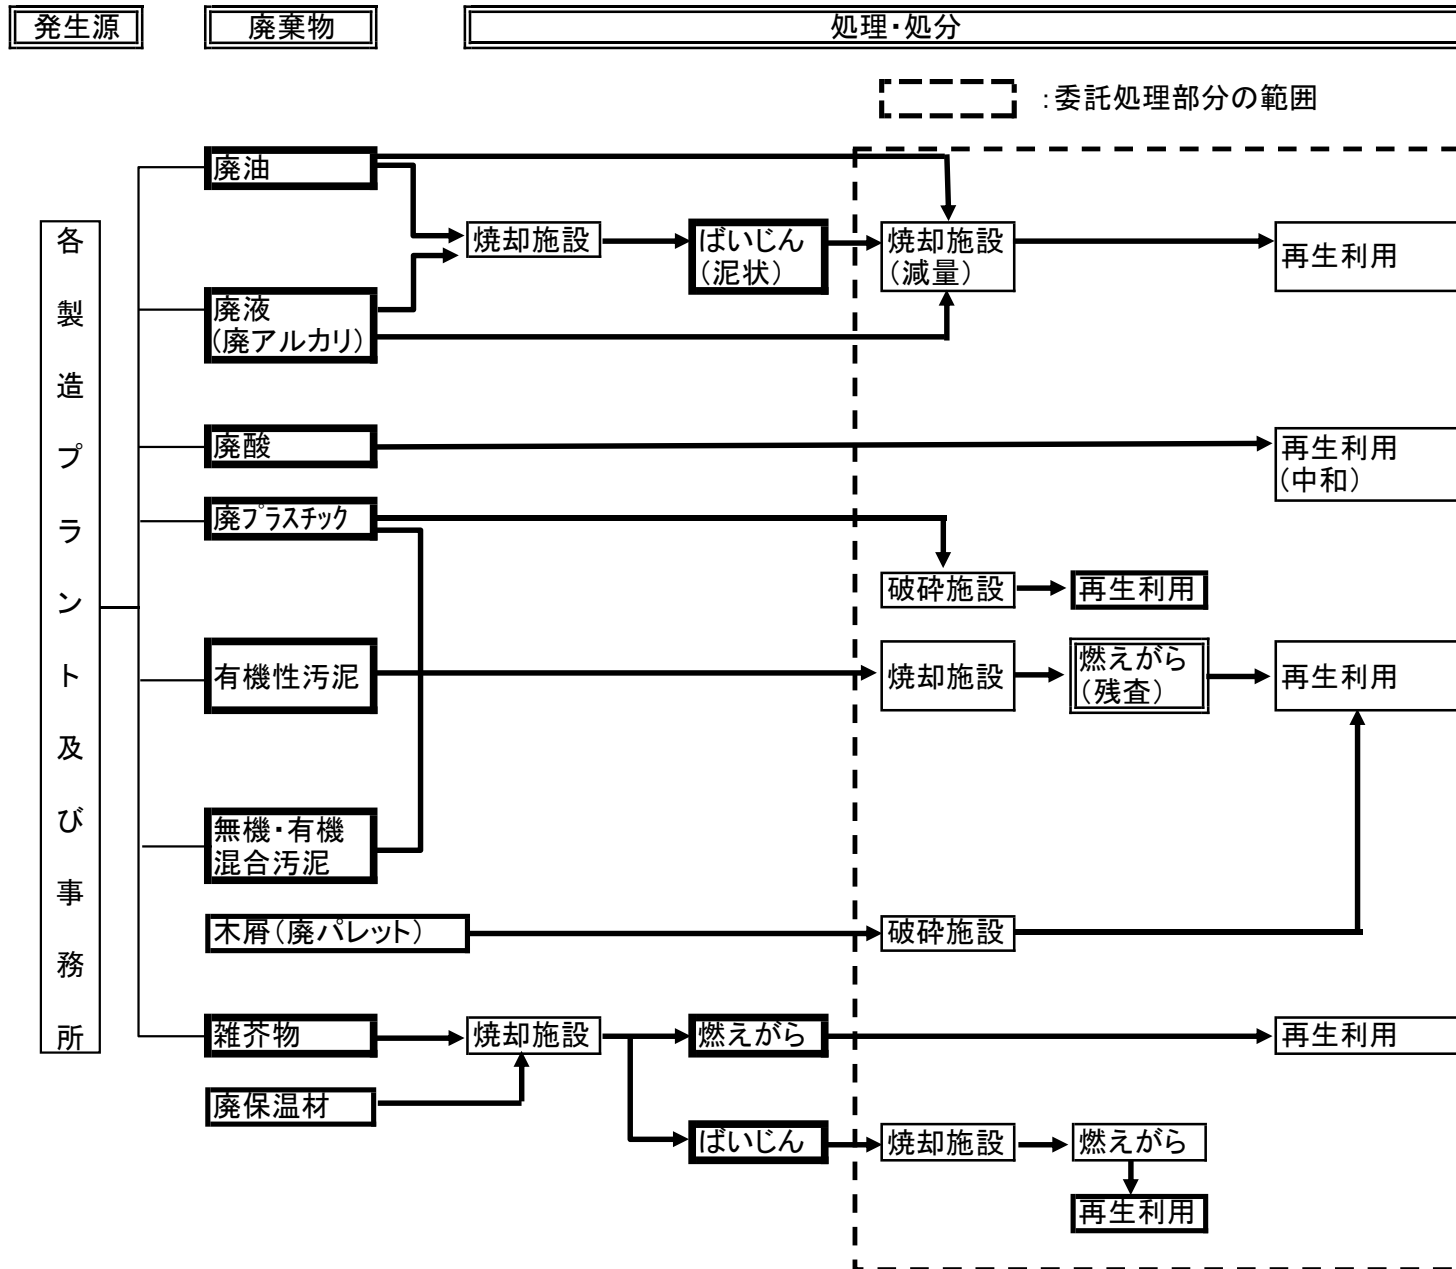 発生源
廃棄物
処理・処分
:委託処理部分の範囲
各製造プラント及び事務所
廃油
焼却施設
ばいじん
(泥状)
焼却施設
(減量)
再生利用
廃液
(廃アルカリ)
廃酸
再生利用
(中和)
廃プラスチック
破砕施設
再生利用
有機性汚泥
焼却施設
燃えがら
(残査)
再生利用
無機・有機
混合汚泥
木屑(廃パレット)
破砕施設
雑芥物
焼却施設
燃えがら
再生利用
廃保温材
ばいじん
焼却施設
燃えがら
再生利用